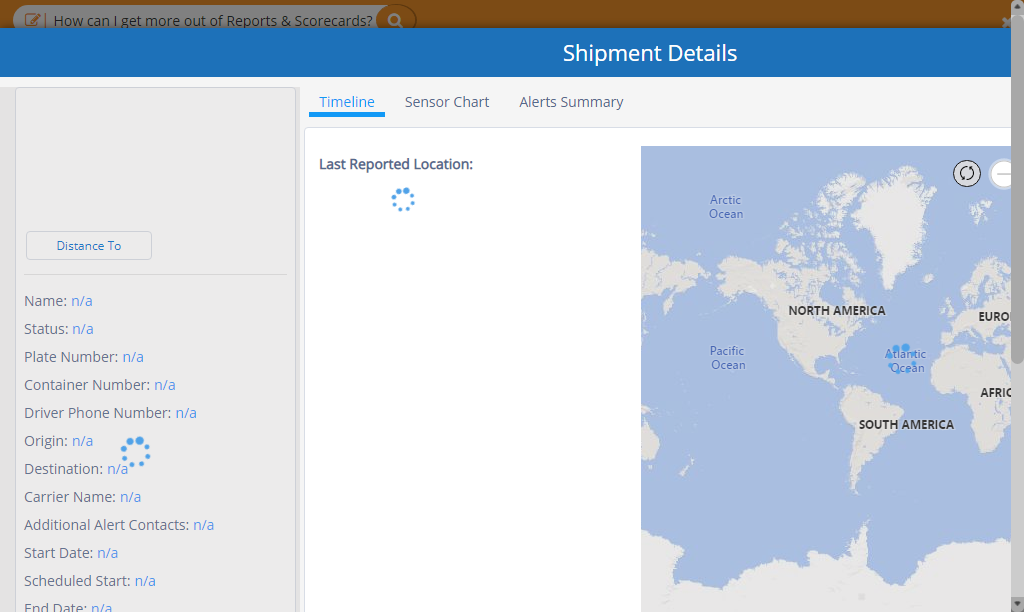 How can I get more out of Reports & Scorecards?
Shipment Details
Timeline
Sensor Chart
Alerts Summary
Last Reported Location:
Distance To
Name: n/a
Status: n/a
Plate Number: n/a
Container Number: n/a
Driver Phone Number: n/a
Origin: n/a
Destination: n/a
Carrier Name: n/a
Additional Alert Contacts: n/a
Start Date: n/a
Scheduled Start: n/a
End Date: n/a
Arctic
Ocean
NORTH AMERICA
EURO
Pacific
Ocean
Atlantic
Ocean
AFRIC
SOUTH AMERICA